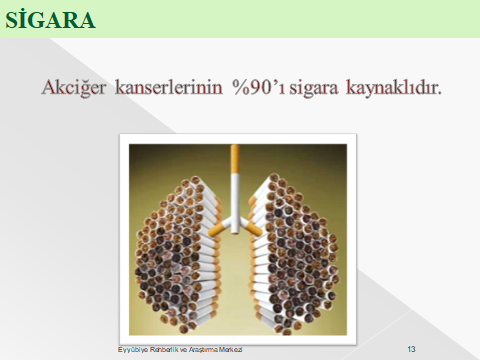 SİGARA
Akciğer kanserlerinin %90’ı sigara kaynaklıdır.
Eyyübiye Rehberlik ve Araştırma Merkezi
13